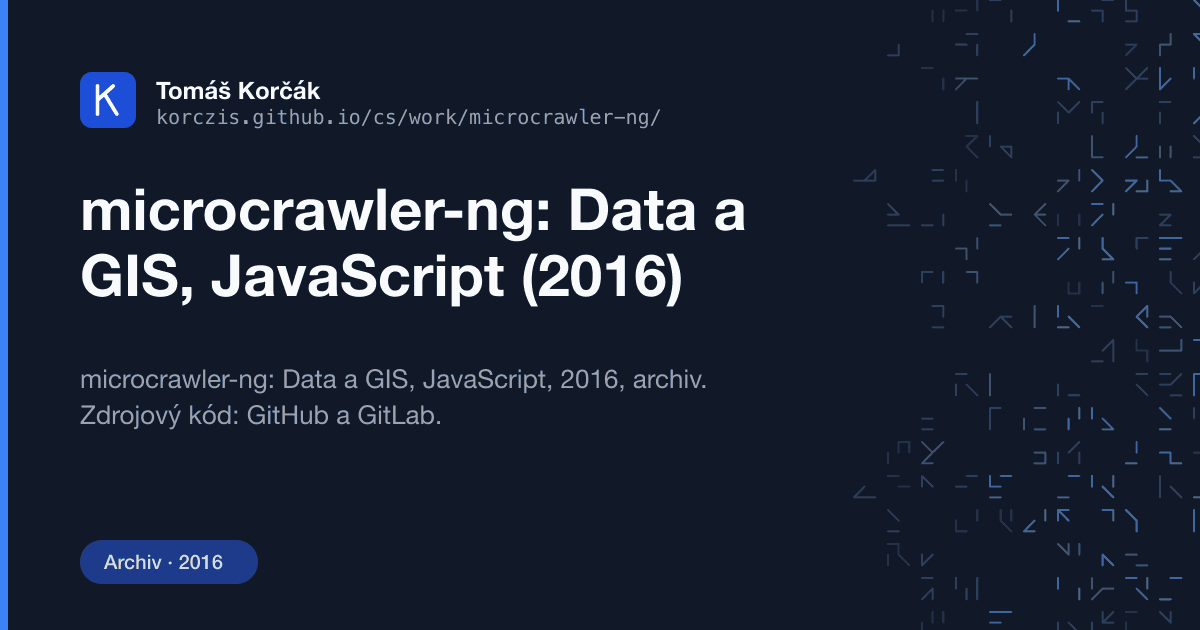 K
Tomáš Korčák
korczis.github.io/cs/work/microcrawler-ng/
microcrawler-ng: Data a
GIS, JavaScript (2016)
microcrawler-ng: Data a GIS, JavaScript, 2016, archiv.
Zdrojový kód: GitHub a GitLab.
Archiv · 2016